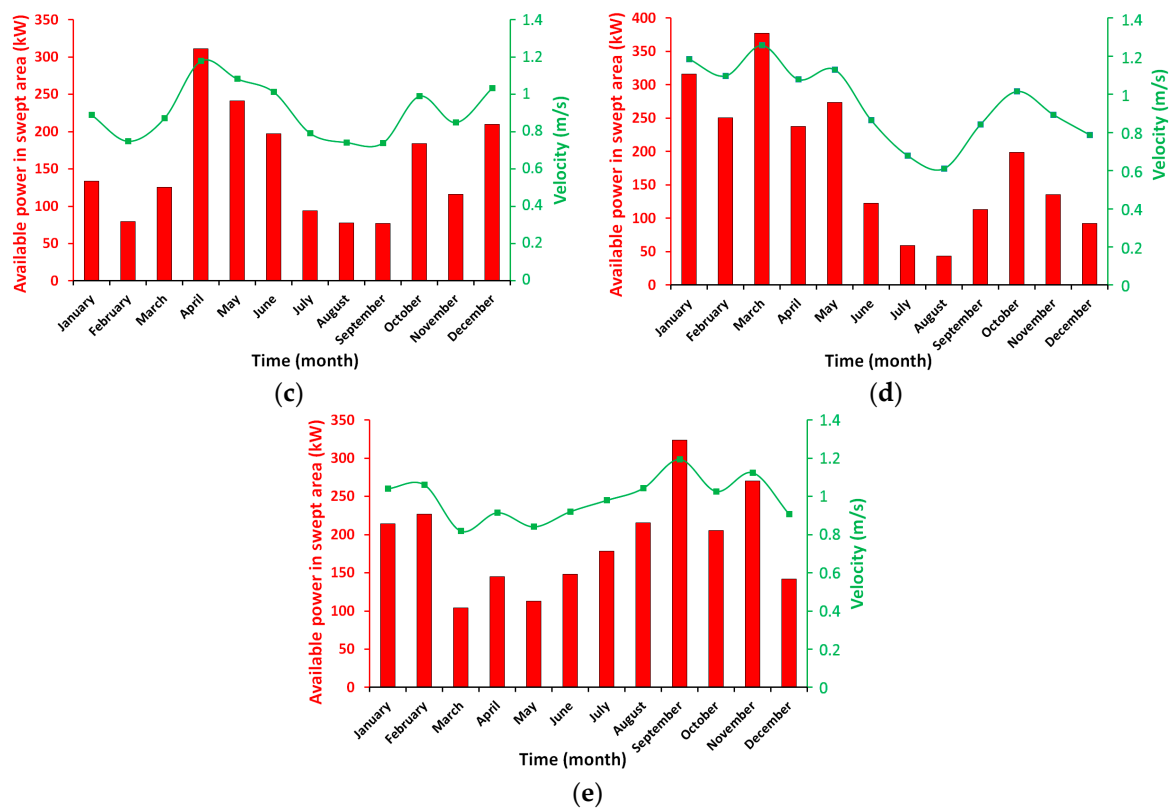 Available power in swept area (kW)
350
300
250
200
150
100
50
0
1.4
1.2
1
0.8
0.6
0.4
0.2
0
Velocity (m/s)
January
February
March
April
May
June
July
August
September
October
November
December
Time (month)
(c)
Available power in swept area (kW)
400
350
300
250
200
150
100
50
0
1.4
1.2
1
0.8
0.6
0.4
0.2
0
Velocity (m/s)
January
February
March
April
May
June
July
August
September
October
November
December
Time (month)
(d)
Available power in swept area (kW)
350
300
250
200
150
100
50
0
1.4
1.2
1
0.8
0.6
0.4
0.2
0
Velocity (m/s)
January
February
March
April
May
June
July
August
September
October
November
December
Time (month)
(e)